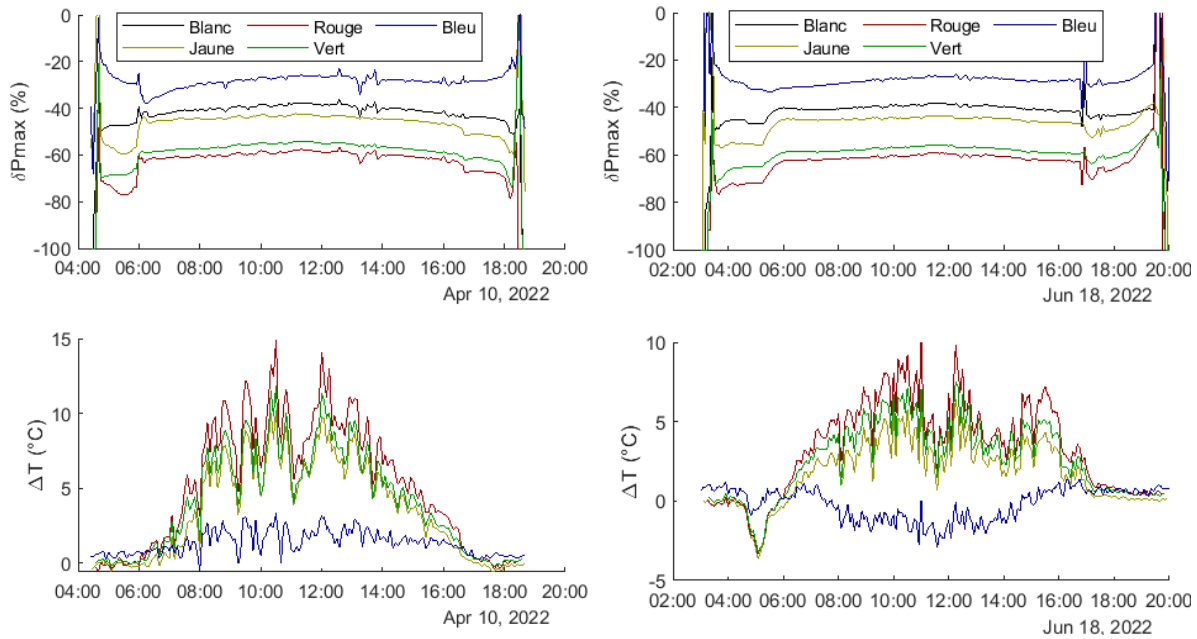 0
-20
-40
-60
-80
-100
δPmax (%)
Blanc Rouge Bleu
Jaune Vert
04:00 06:00 08:00 10:00 12:00 14:00 16:00 18:00 20:00
Apr 10, 2022
0
-20
-40
-60
-80
-100
δPmax (%)
Blanc Rouge Bleu
Jaune Vert
02:00 04:00 06:00 08:00 10:00 12:00 14:00 16:00 18:00 20:00
Jun 18, 2022
15
10
5
0
ΔT (°C)
04:00 06:00 08:00 10:00 12:00 14:00 16:00 18:00 20:00
Apr 10, 2022
10
5
0
-5
ΔT (°C)
02:00 04:00 06:00 08:00 10:00 12:00 14:00 16:00 18:00 20:00
Jun 18, 2022